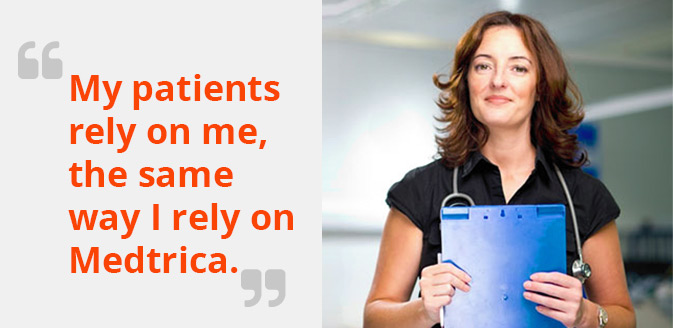 “
My patients
rely on me,
the same
way I rely on
Medtrica.
”